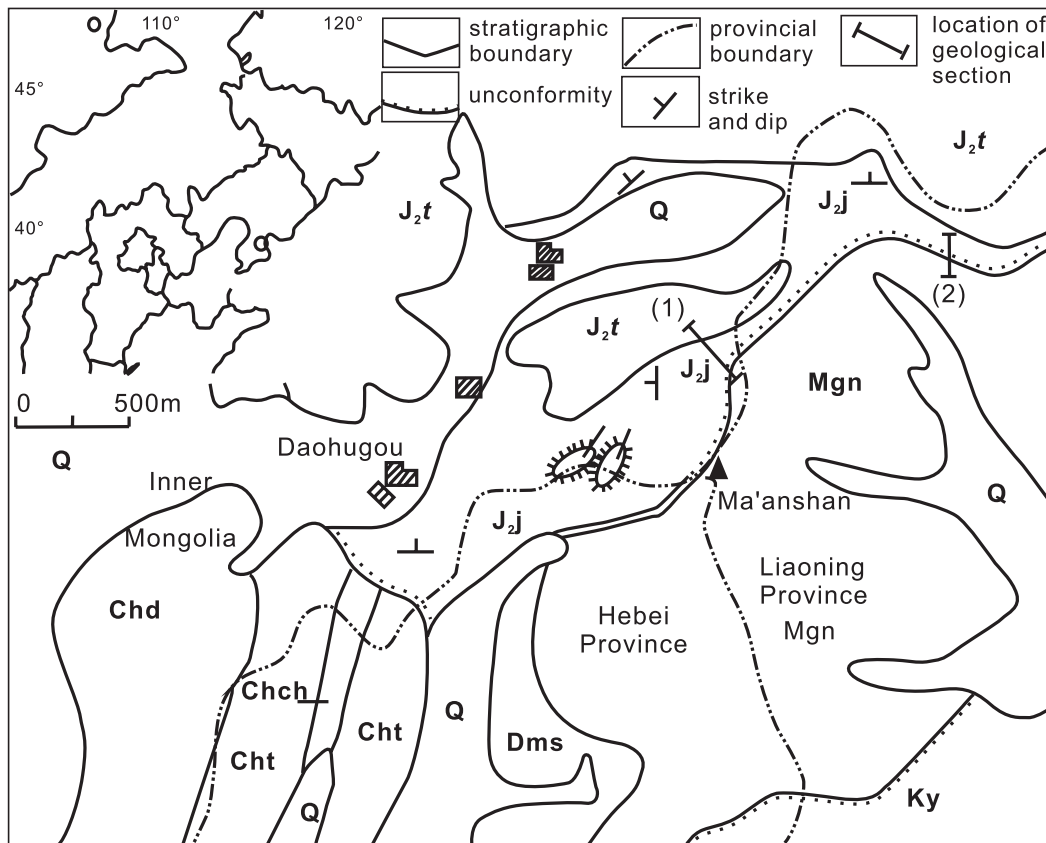 110°
120°
45°
40°
stratigraphic
boundary
provincial
boundary
location of
geological
section
unconformity
strike
and dip
J₂t
J₂t
J₂j
Q
(2)
(1)
J₂t
J₂j
Mgn
0 500m
Q
Daohugou
Inner
Mongolia
J₂j
Ma'anshan
Q
Chd
Liaoning
Province
Mgn
Hebei
Province
Chch
Cht
Cht
Q
Dms
Q
Ky